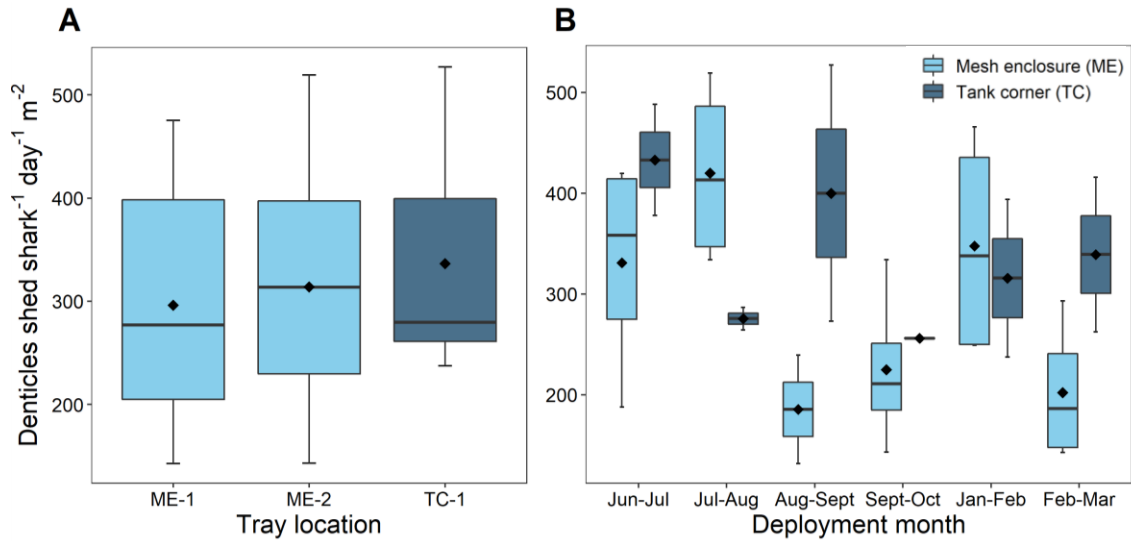 A
Denticles shed shark⁻¹ day⁻¹ m⁻²
500
400
300
200
ME-1 ME-2 TC-1
Tray location
B
Mesh enclosure (ME)
Tank corner (TC)
500
400
300
200
Jun-Jul Jul-Aug Aug-Sept Sept-Oct Jan-Feb Feb-Mar
Deployment month